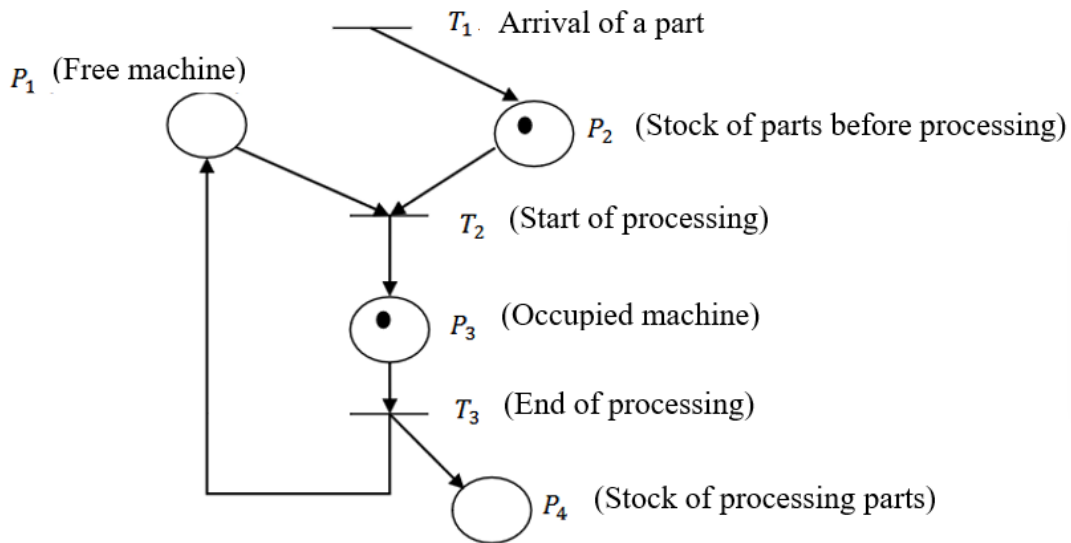 T₁ Arrival of a part
P₁ (Free machine)
P₂ (Stock of parts before processing)
T₂ (Start of processing)
P₃ (Occupied machine)
T₃ (End of processing)
P₄ (Stock of processing parts)